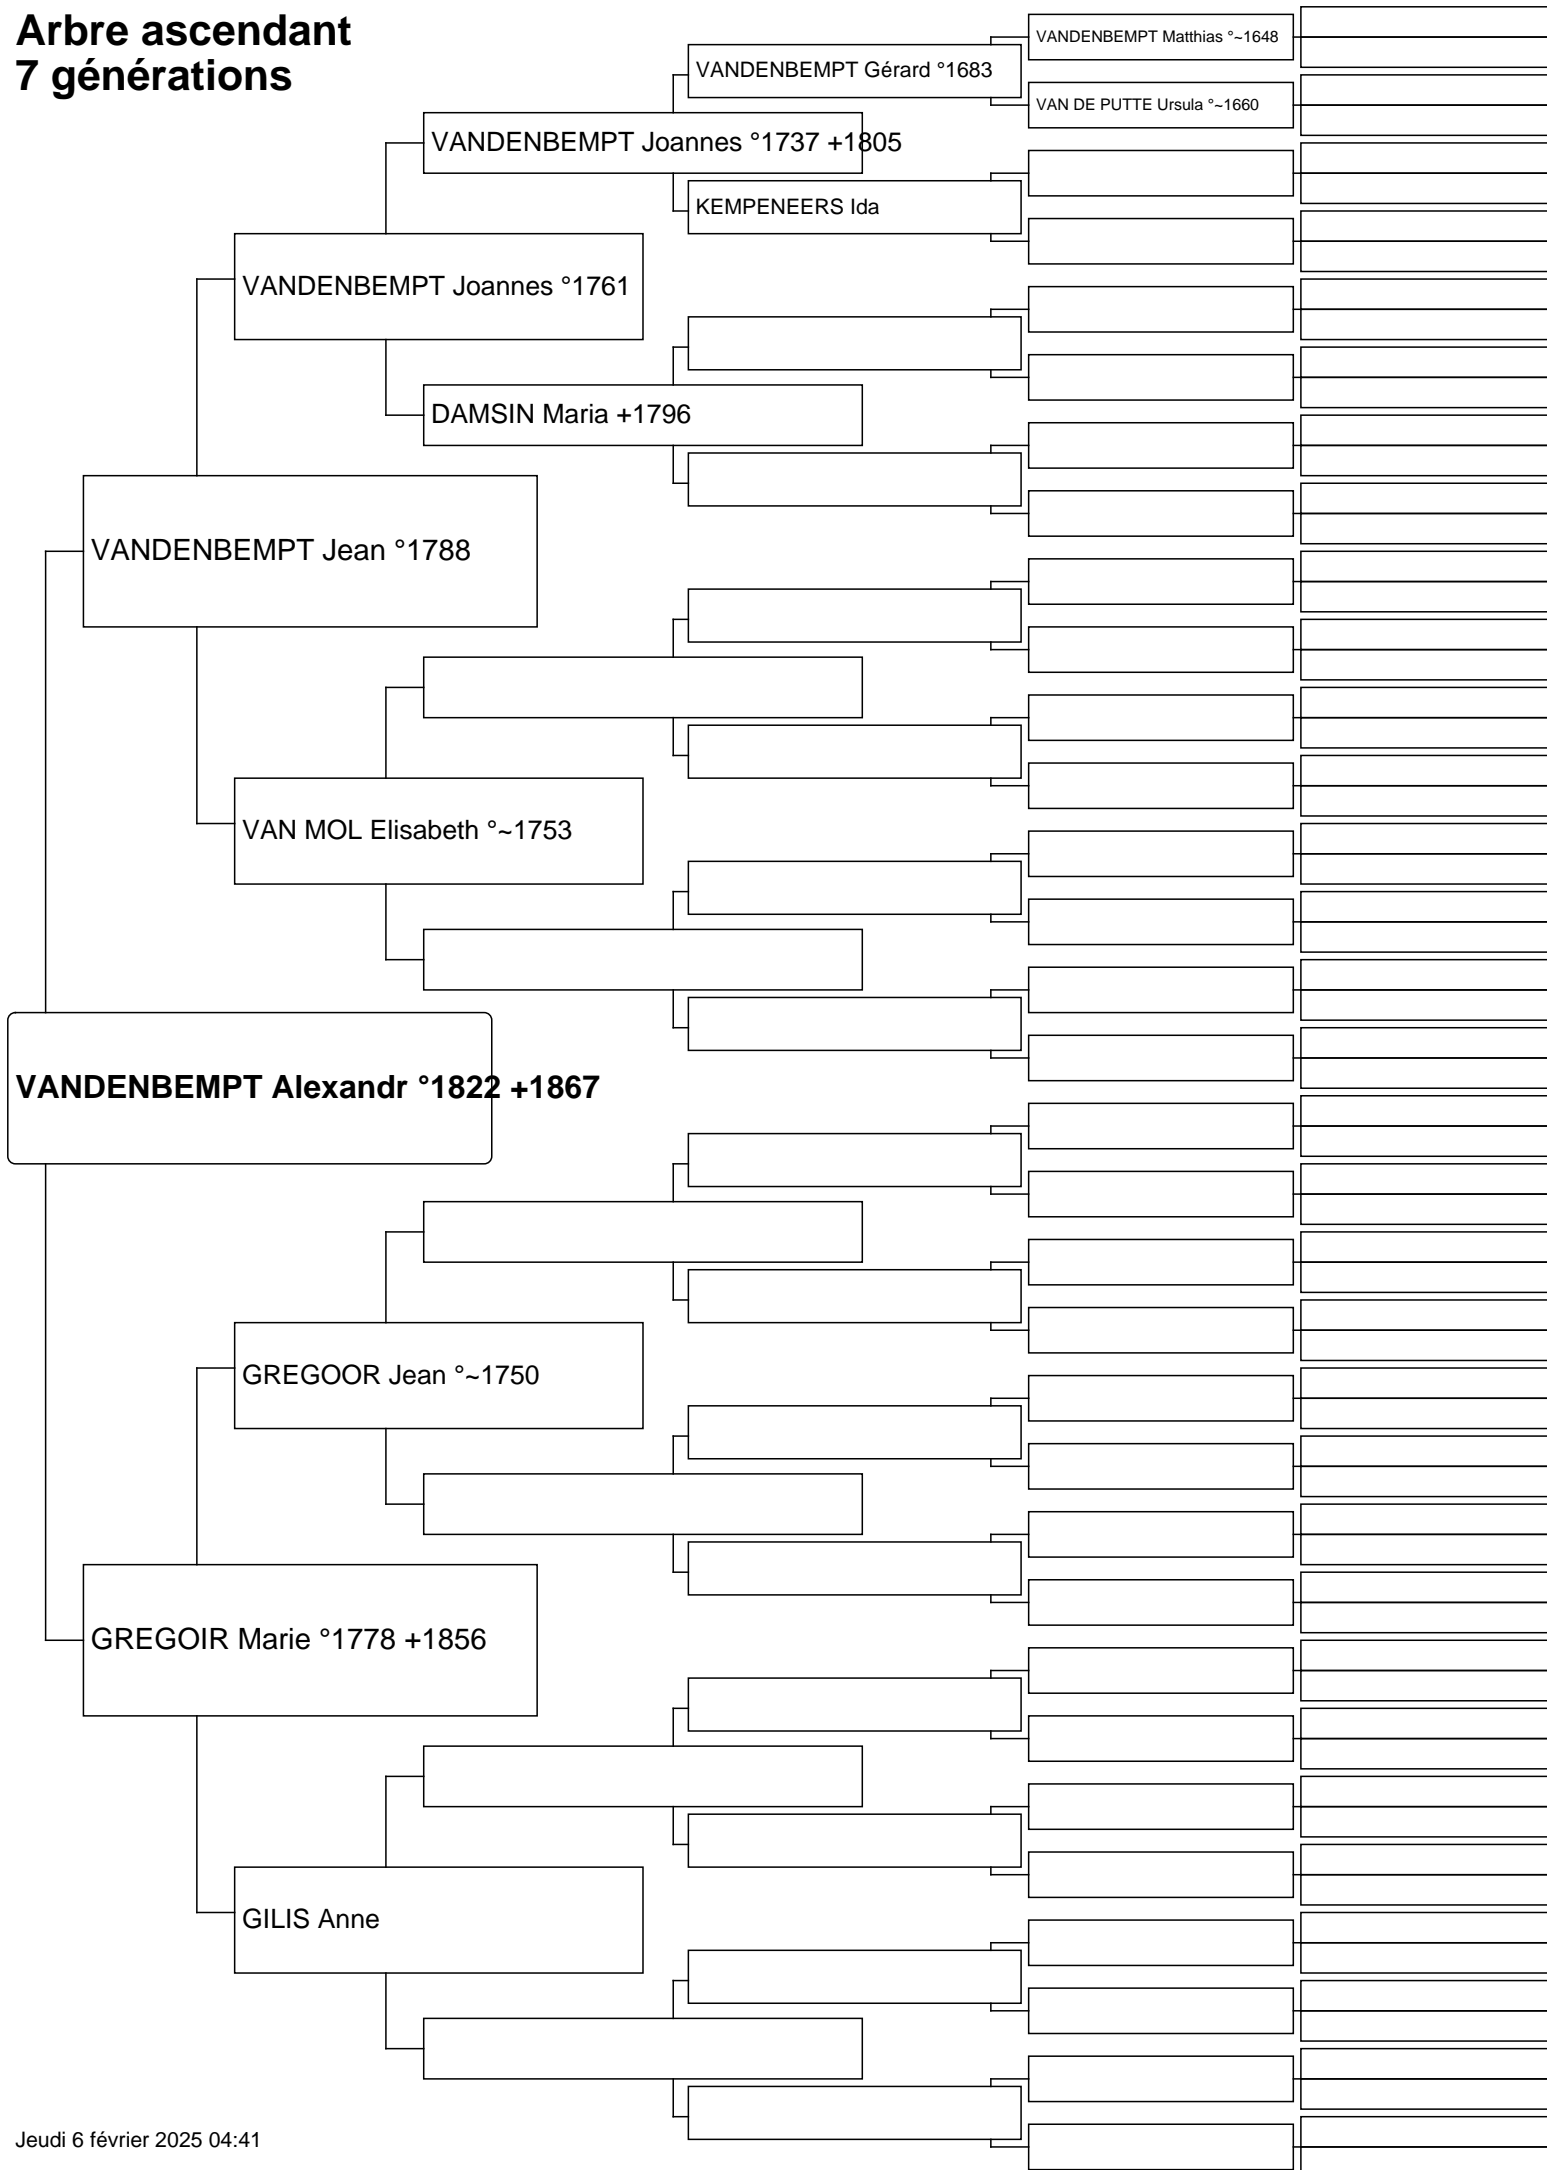 Arbre ascendant
7 générations
VANDENBEMPT Matthias °~1648
VANDENBEMPT Gérard °1683
VAN DE PUTTE Ursula °~1660
VANDENBEMPT Joannes °1737 +1805
KEMPENEERS Ida
VANDENBEMPT Joannes °1761
DAMSIN Maria +1796
VANDENBEMPT Jean °1788
VAN MOL Elisabeth °~1753
VANDENBEMPT Alexandr °1822 +1867
GREGOOR Jean °~1750
GREGOIR Marie °1778 +1856
GILIS Anne
Jeudi 6 février 2025 04:41